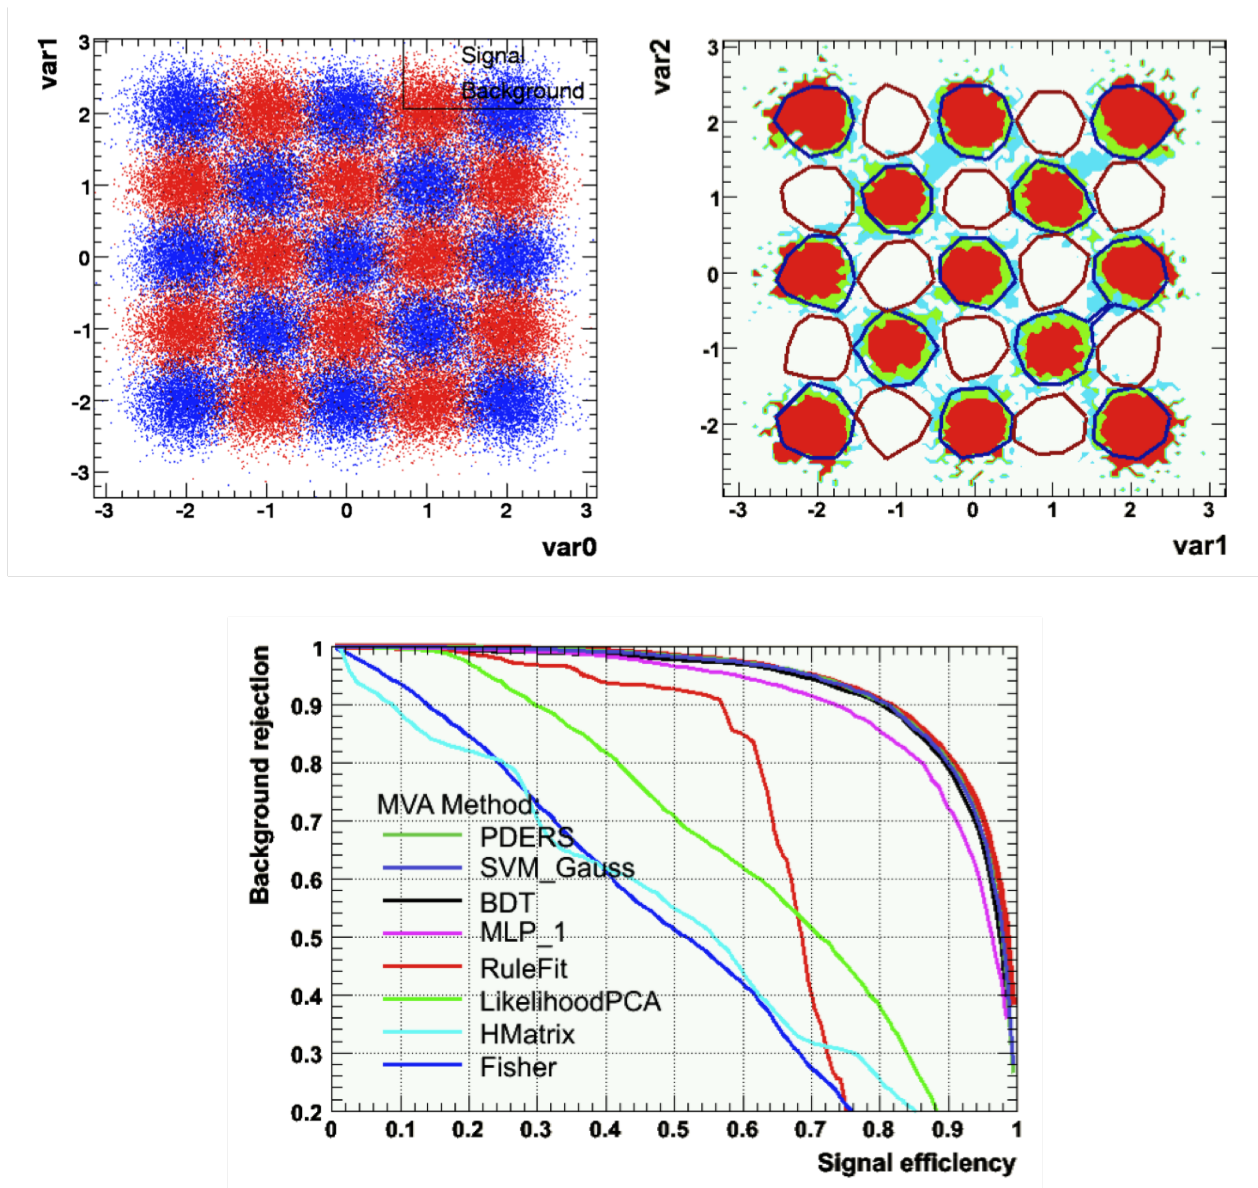 var1
3
2
1
0
-1
-2
-3
-3 -2 -1 0 1 2 3
var0
Signal
Background
var2
3
2
1
0
-1
-2
-3 -2 -1 0 1 2 3
var1
Background rejection
1
0.9
0.8
0.7
0.6
0.5
0.4
0.3
0.2
MVA Method
PDERS
SVM_Gauss
BDT
MLP_1
RuleFit
LikelihoodPCA
HMatrix
Fisher
0 0.1 0.2 0.3 0.4 0.5 0.6 0.7 0.8 0.9 1
Signal efficiency